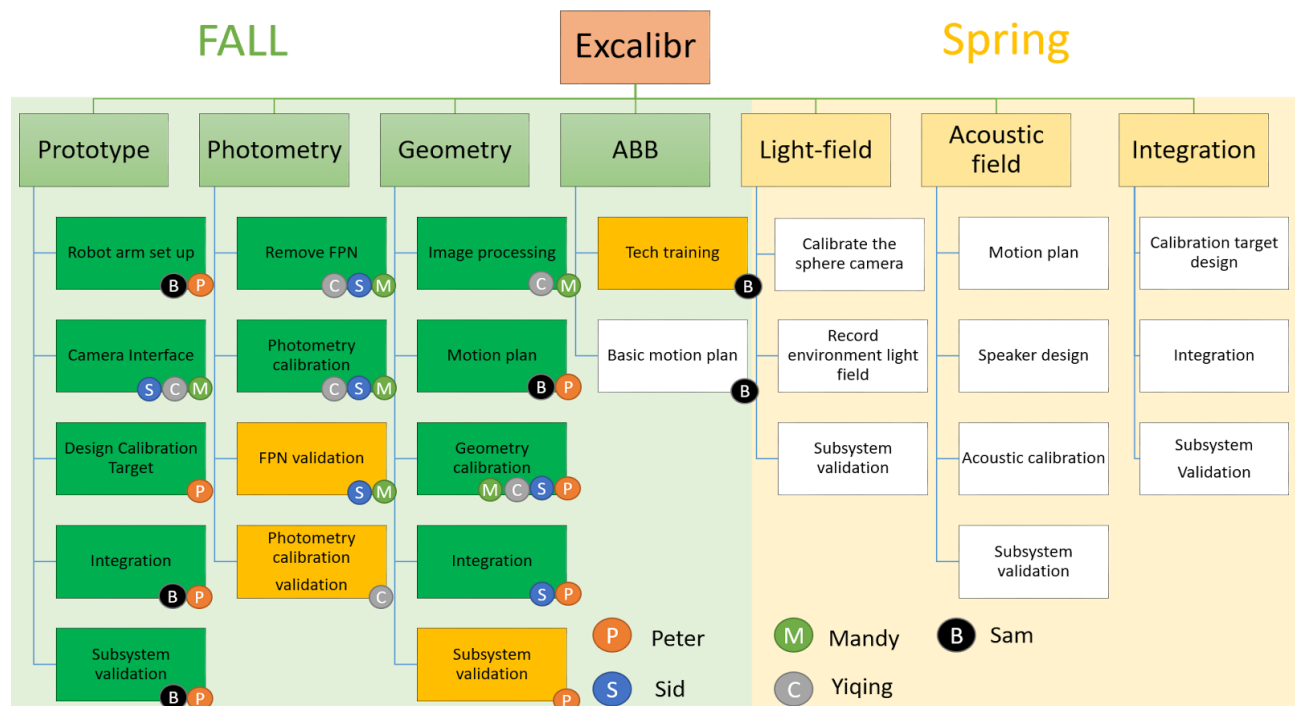 FALL
Excalibr
Spring
Prototype
Photometry
Geometry
ABB
Light-field
Acoustic
field
Integration
Robot arm set up
B P
Camera Interface
S C M
Design Calibration
Target
P
Integration
B P
Subsystem
validation
B P
Remove FPN
C S M
Photometry
calibration
C S M
FPN validation
S M
Photometry
calibration
validation
C
Image processing
C M
Motion plan
B P
Geometry
calibration
M C S P
Integration
S P
Subsystem
validation
P
Tech training
B
Basic motion plan
B
Calibrate the
sphere camera
Record
environment light
field
Subsystem
validation
Motion plan
Speaker design
Acoustic calibration
Subsystem
validation
Calibration target
design
Integration
Subsystem
Validation
P Peter
M Mandy
B Sam
S Sid
C Yiqing